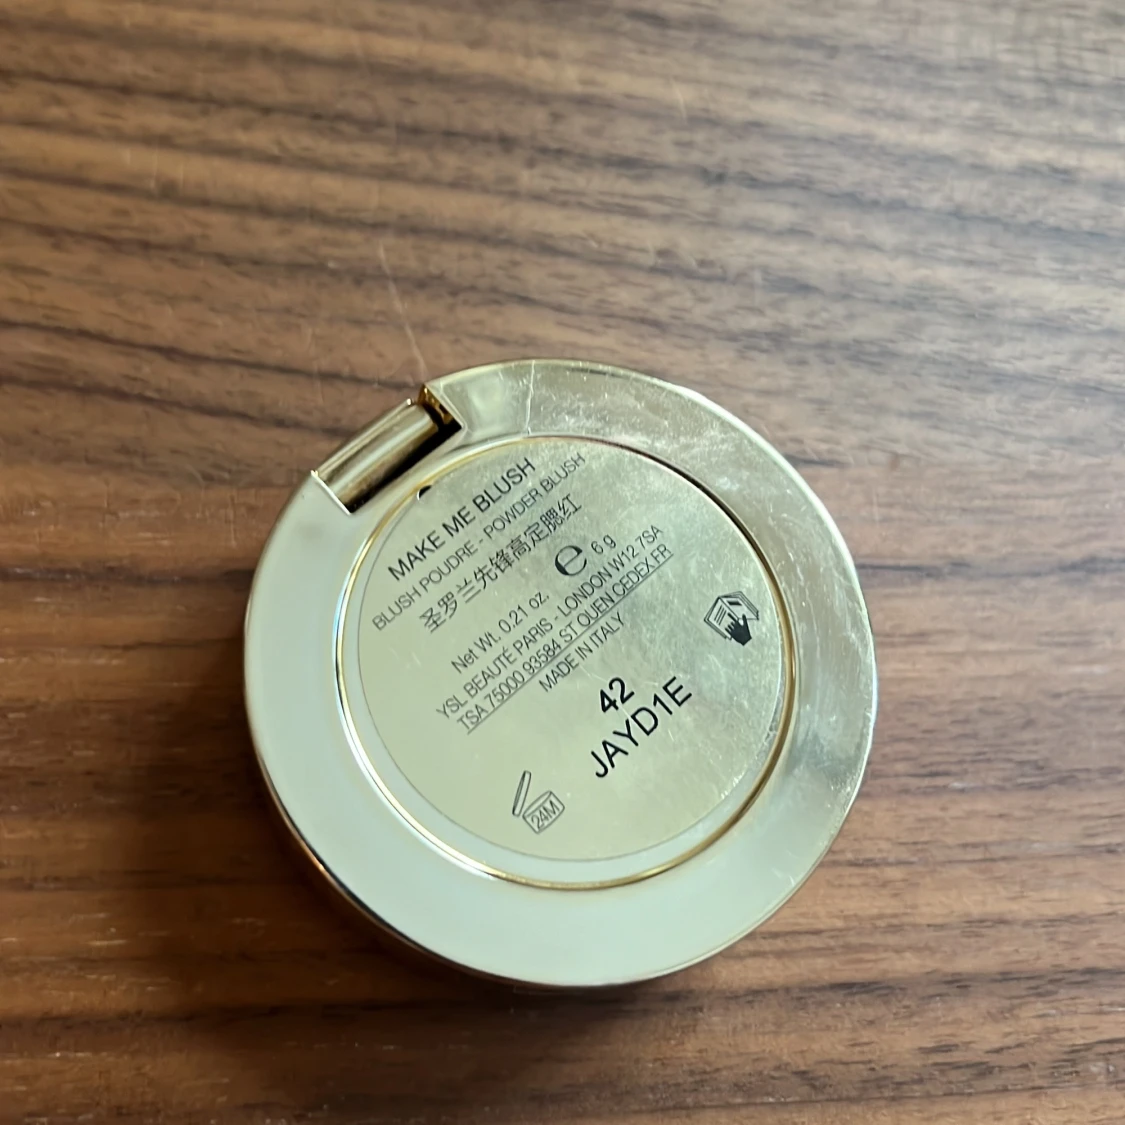 MAKE ME BLUSH
BLUSH POUDRE - POWDER BLUSH
圣罗兰先锋高定腮红
Net Wt. 0.21 oz. e 6 g
YSL BEAUTÉ PARIS - LONDON W12 7SA
TSA 75000 93584 ST OUEN CEDEX.FR
MADE IN ITALY
42
JAYD1E
24M